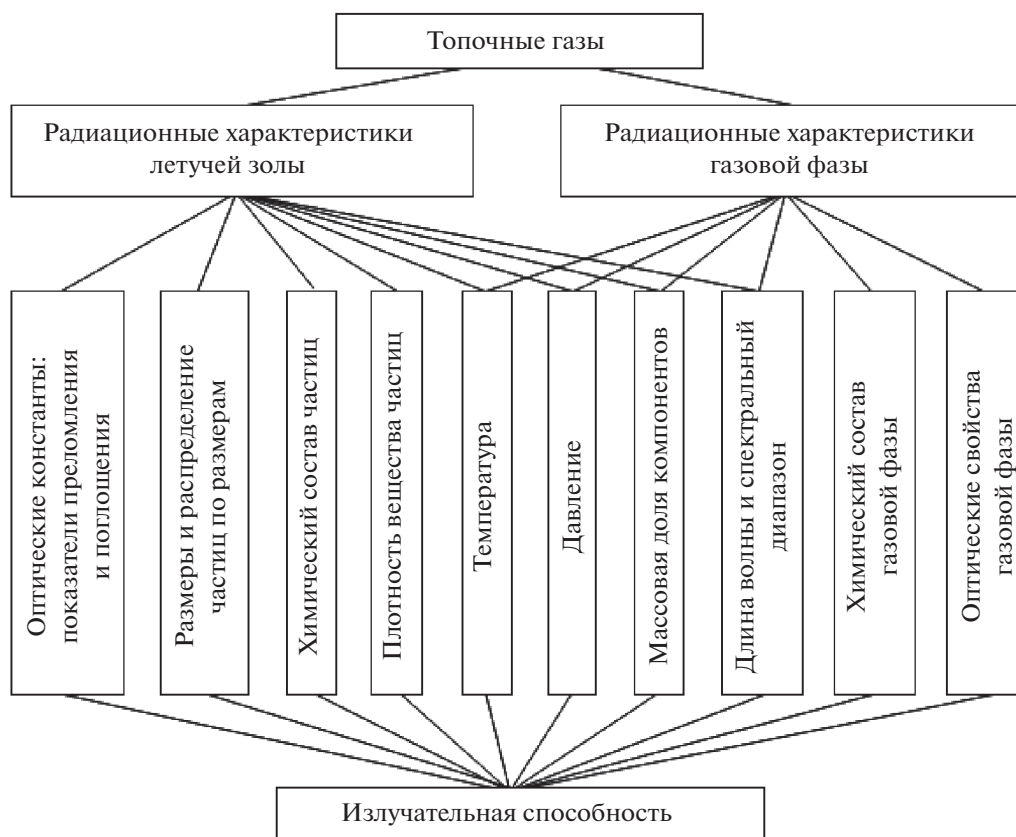 Топочные газы
Радиационные характеристики
летучей золы
Радиационные характеристики
газовой фазы
Оптические константы:
показатели преломления
и поглощения
Размеры и распределение
частиц по размерам
Химический состав частиц
Плотность вещества частиц
Температура
Давление
Массовая доля компонентов
Длина волны и спектральный
диапазон
Химический состав
газовой фазы
Оптические свойства
газовой фазы
Излучательная способность